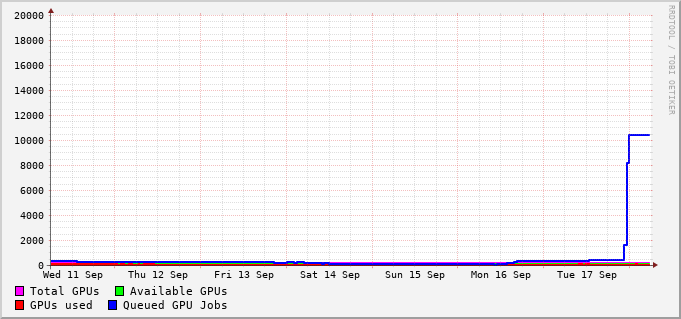 RRDTOOL / TOBI OETIKER
20000
18000
16000
14000
12000
10000
8000
6000
4000
2000
0
Wed 11 Sep Thu 12 Sep Fri 13 Sep Sat 14 Sep Sun 15 Sep Mon 16 Sep Tue 17 Sep
Total GPUs Available GPUs
GPUs used Queued GPU Jobs